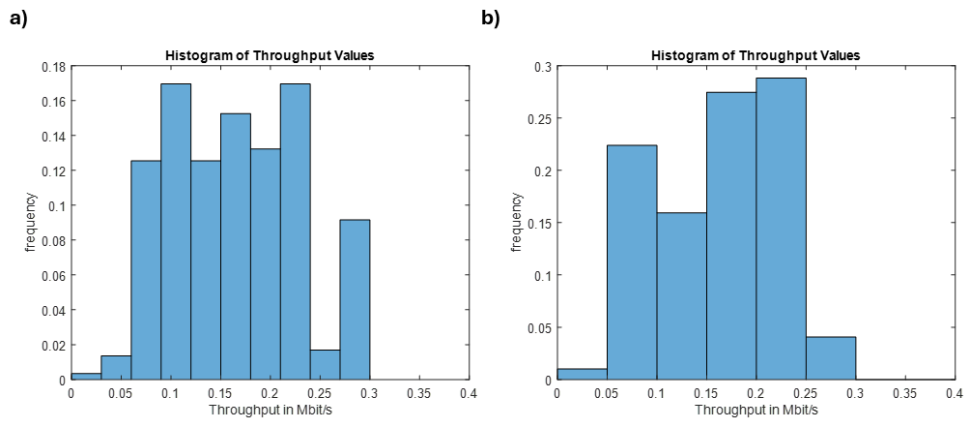 a)
Histogram of Throughput Values
0.18
0.16
0.14
0.12
0.1
0.08
0.06
0.04
0.02
0
frequency
0 0.05 0.1 0.15 0.2 0.25 0.3 0.35 0.4
Throughput in Mbit/s
b)
Histogram of Throughput Values
0.3
0.25
0.2
0.15
0.1
0.05
0
frequency
0 0.05 0.1 0.15 0.2 0.25 0.3 0.35 0.4
Throughput in Mbit/s